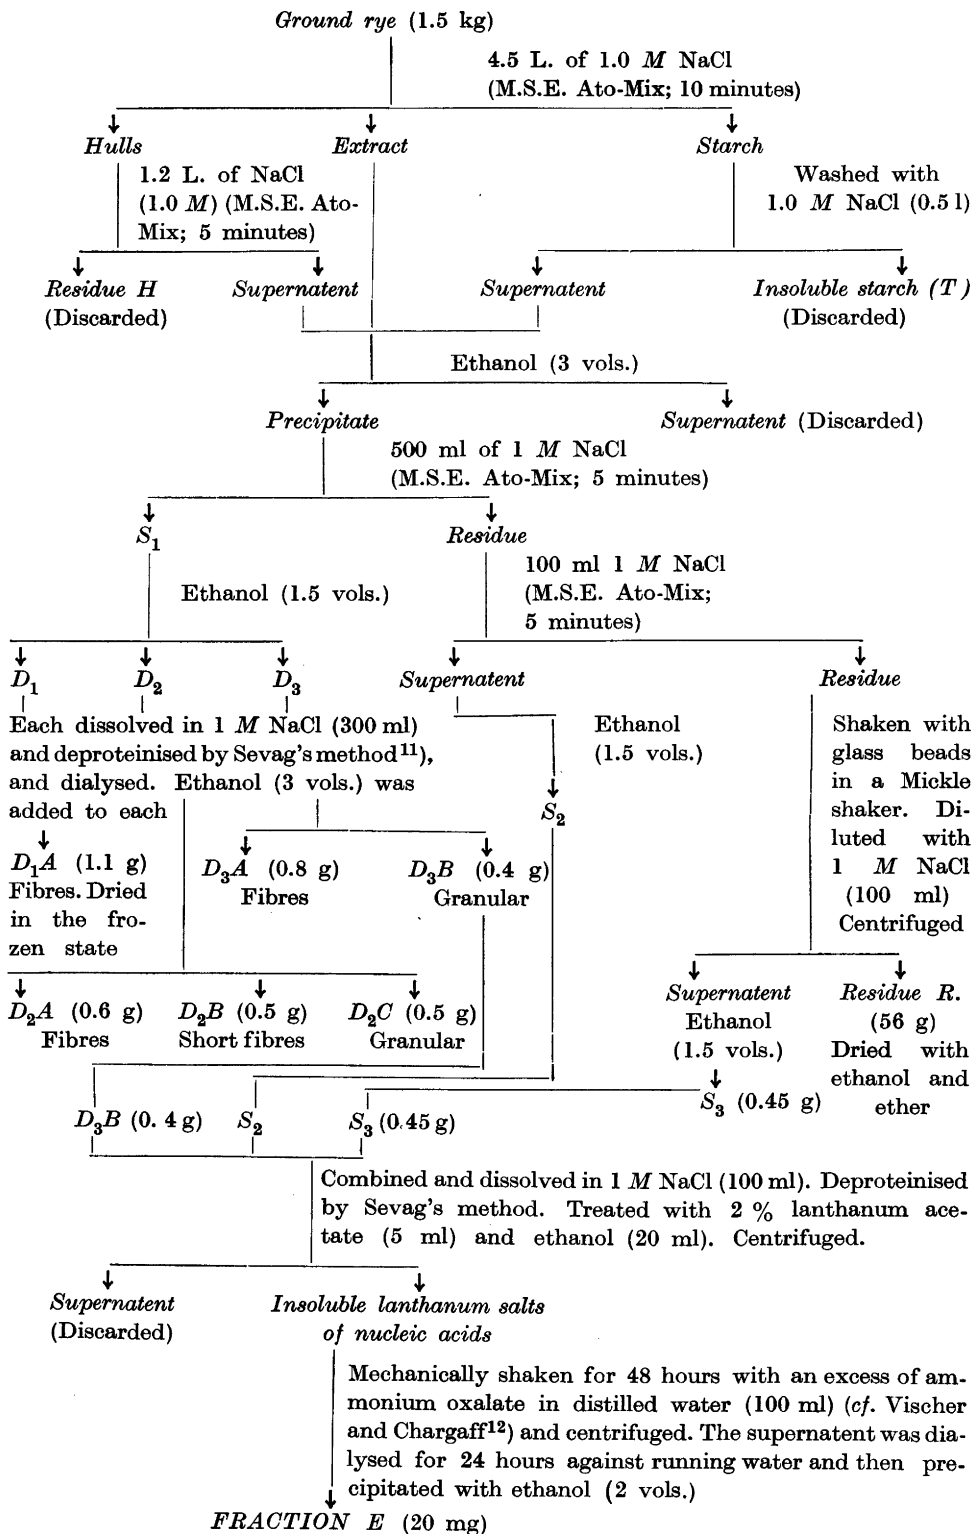 Ground rye (1.5 kg)
4.5 L. of 1.0 M NaCl
(M.S.E. Ato-Mix; 10 minutes)
Hulls
Extract
Starch
1.2 L. of NaCl
(1.0 M) (M.S.E. Ato-
Mix; 5 minutes)
Washed with
1.0 M NaCl (0.5 l)
Residue H
(Discarded)
Supernatent
Supernatent
Insoluble starch (T)
(Discarded)
Ethanol (3 vols.)
Precipitate
Supernatent (Discarded)
500 ml of 1 M NaCl
(M.S.E. Ato-Mix; 5 minutes)
S₁
Residue
Ethanol (1.5 vols.)
100 ml 1 M NaCl
(M.S.E. Ato-Mix;
5 minutes)
D₁
D₂
D₃
Supernatent
Residue
Each dissolved in 1 M NaCl (300 ml)
and deproteinised by Sevag's method¹¹),
and dialysed. Ethanol (3 vols.) was
added to each
Ethanol
(1.5 vols.)
S₂
Shaken with
glass beads
in a Mickle
shaker. Di-
luted with
1 M NaCl
(100 ml)
Centrifuged
D₁A (1.1 g)
Fibres. Dried
in the fro-
zen state
D₃A (0.8 g)
Fibres
D₃B (0.4 g)
Granular
D₂A (0.6 g)
Fibres
D₂B (0.5 g)
Short fibres
D₂C (0.5 g)
Granular
Supernatent
Ethanol
(1.5 vols.)
S₃ (0.45 g)
Residue R.
(56 g)
Dried with
ethanol and
ether
D₃B (0.4 g)
S₂
S₃ (0.45 g)
Combined and dissolved in 1 M NaCl (100 ml). Deproteinised
by Sevag's method. Treated with 2 % lanthanum ace-
tate (5 ml) and ethanol (20 ml). Centrifuged.
Supernatent
(Discarded)
Insoluble lanthanum salts
of nucleic acids
Mechanically shaken for 48 hours with an excess of am-
monium oxalate in distilled water (100 ml) (cf. Vischer
and Chargaff¹²) and centrifuged. The supernatent was dia-
lysed for 24 hours against running water and then pre-
cipitated with ethanol (2 vols.)
FRACTION E (20 mg)